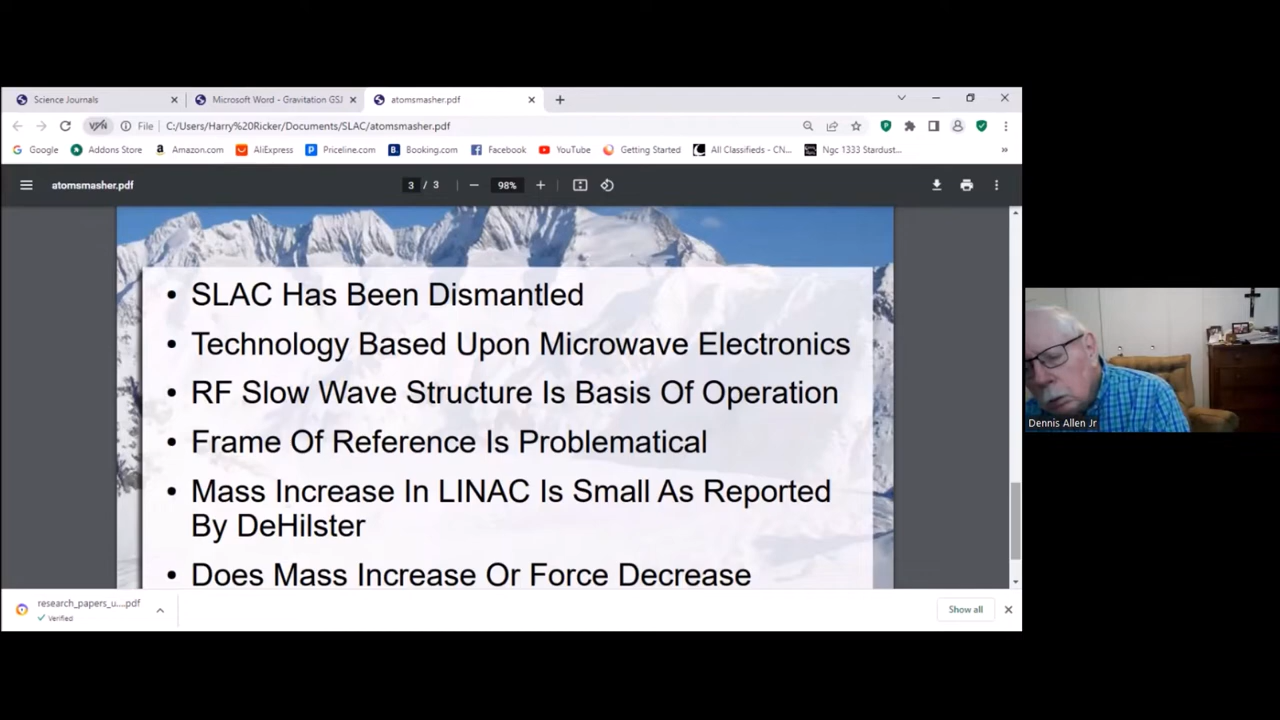 Science Journals
Microsoft Word - Gravitation GSJ
atomsmasher.pdf
File
C:/Users/Harry%20Ricker/Documents/SLAC/atomsmasher.pdf
Google
Addons Store
Amazon.com
AliExpress
Priceline.com
Booking.com
Facebook
YouTube
Getting Started
All Classifieds - CN...
Ngc 1333 Stardust...
atomsmasher.pdf
3 / 3
98%
• SLAC Has Been Dismantled
• Technology Based Upon Microwave Electronics
• RF Slow Wave Structure Is Basis Of Operation
• Frame Of Reference Is Problematical
• Mass Increase In LINAC Is Small As Reported
By DeHilster
• Does Mass Increase Or Force Decrease
Dennis Allen Jr
research_papers_u....pdf
Verified
Show all